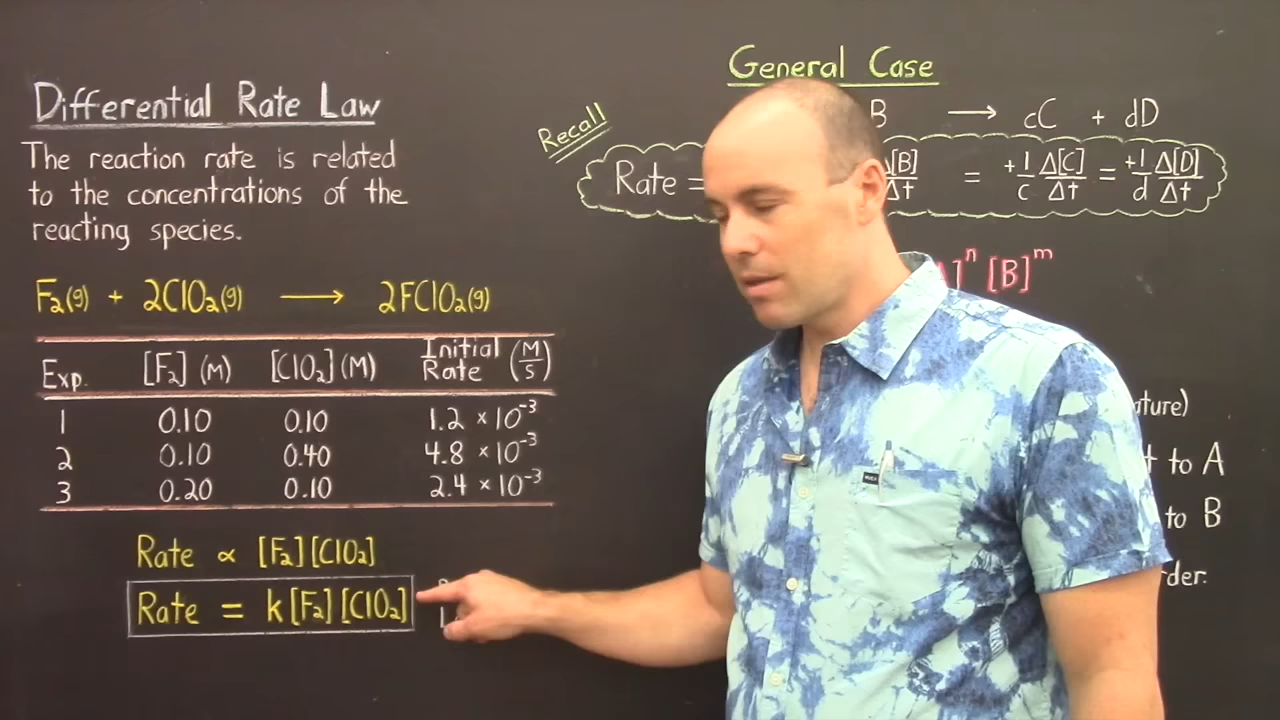 Differential Rate Law
The reaction rate is related
to the concentrations of the
reacting species.
F₂(g) + 2ClO₂(g) ⟶ 2FClO₂(g)
Exp. [F₂] (M) [ClO₂] (M) Initial Rate (M/s)
1 0.10 0.10 1.2 × 10⁻³
2 0.10 0.40 4.8 × 10⁻³
3 0.20 0.10 2.4 × 10⁻³
Rate ∝ [F₂][ClO₂]
Rate = k[F₂][ClO₂]
General Case
B ⟶ cC + dD
Recall
Rate = Δ[B]/Δt = +1/c Δ[C]/Δt = +1/d Δ[D]/Δt
]ⁿ [B]ᵐ
to A
to B